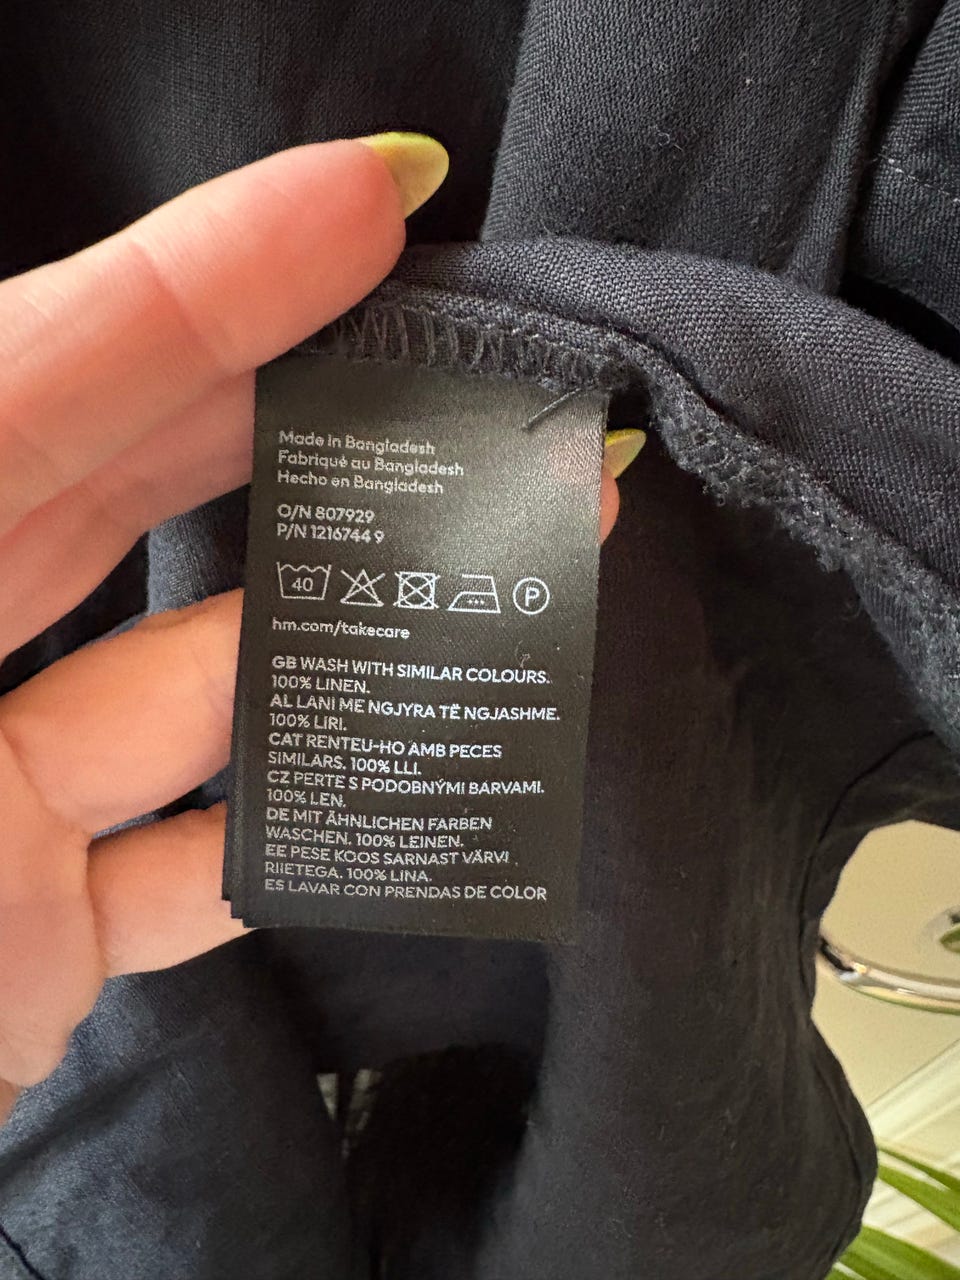 Made in Bangladesh
Fabriqué au Bangladesh
Hecho en Bangladesh
O/N 807929
P/N 1216744 9
40 P
hm.com/takecare
GB WASH WITH SIMILAR COLOURS.
100% LINEN.
AL LANI ME NGJYRA TË NGJASHME.
100% LIRI.
CAT RENTEU-HO AMB PECES
SIMILARS. 100% LLI.
CZ PERTE S PODOBNÝMI BARVAMI.
100% LEN.
DE MIT ÄHNLICHEN FARBEN
WASCHEN. 100% LEINEN.
EE PESE KOOS SARNAST VÄRVI
RIIETEGA. 100% LINA.
ES LAVAR CON PRENDAS DE COLOR